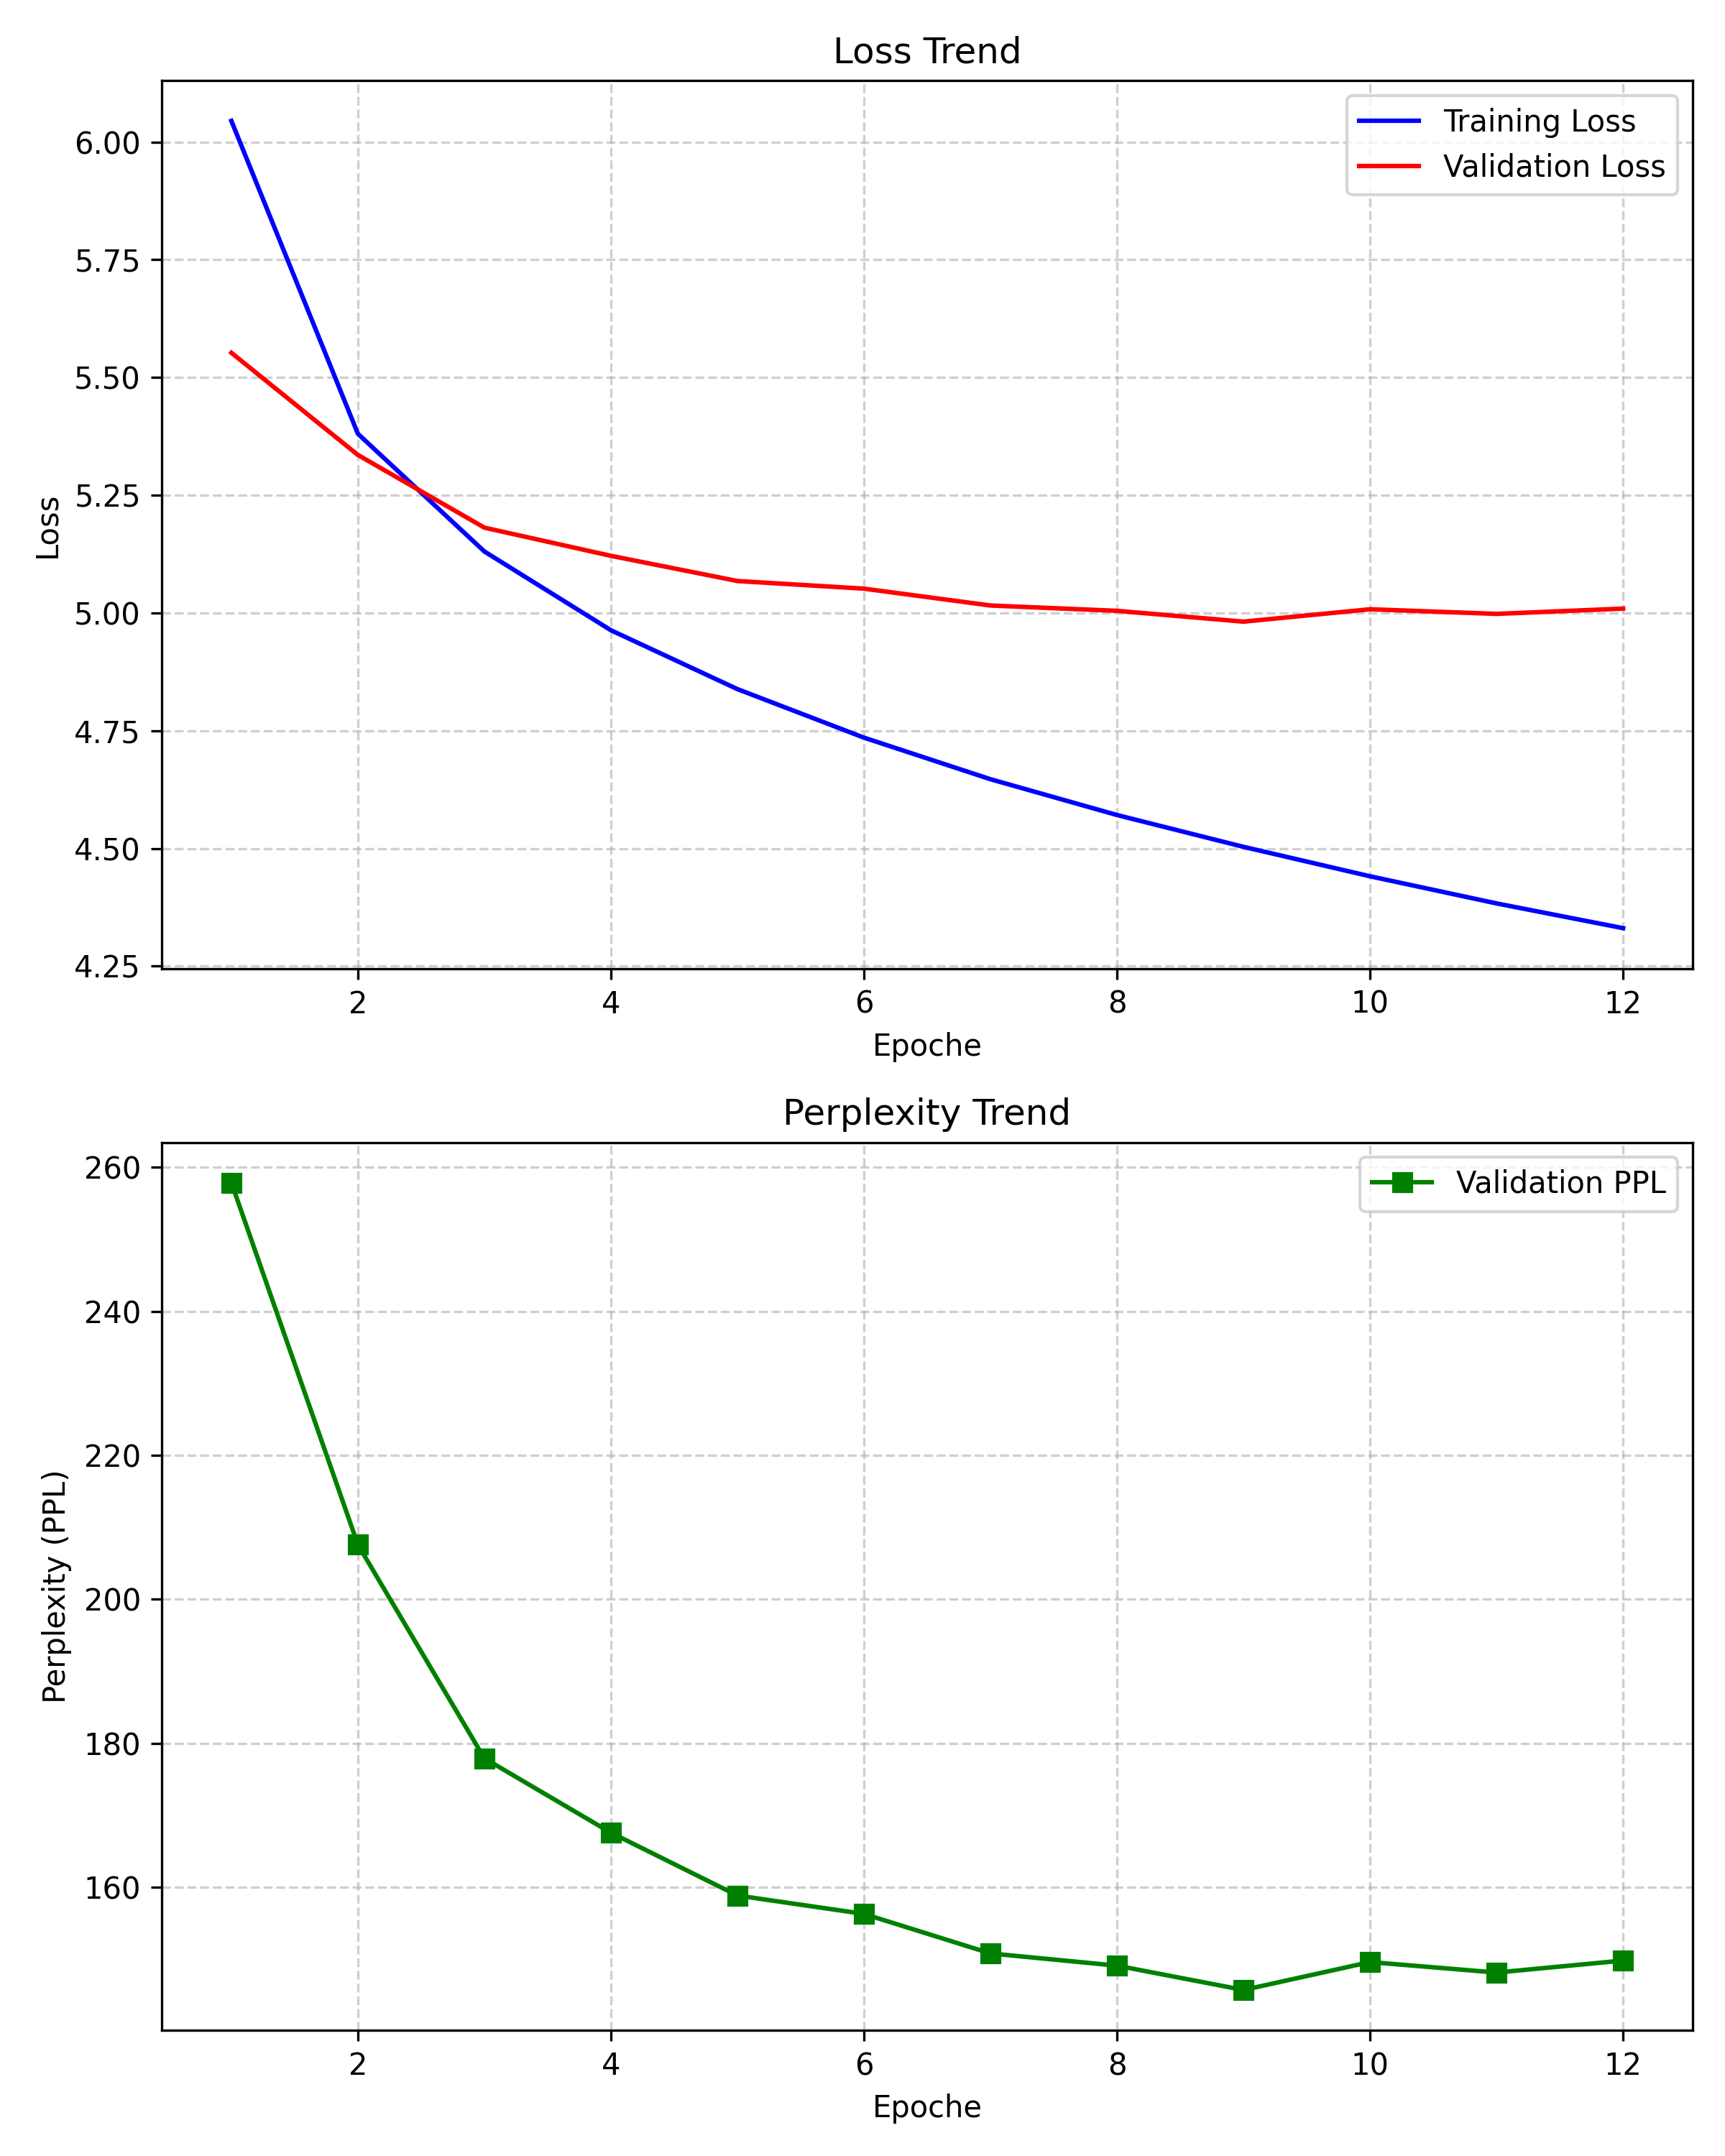 Loss Trend
Training Loss
Validation Loss
6.00
5.75
5.50
5.25
5.00
4.75
4.50
4.25
Loss
2 4 6 8 10 12
Epoche
Perplexity Trend
Validation PPL
260
240
220
200
180
160
Perplexity (PPL)
2 4 6 8 10 12
Epoche